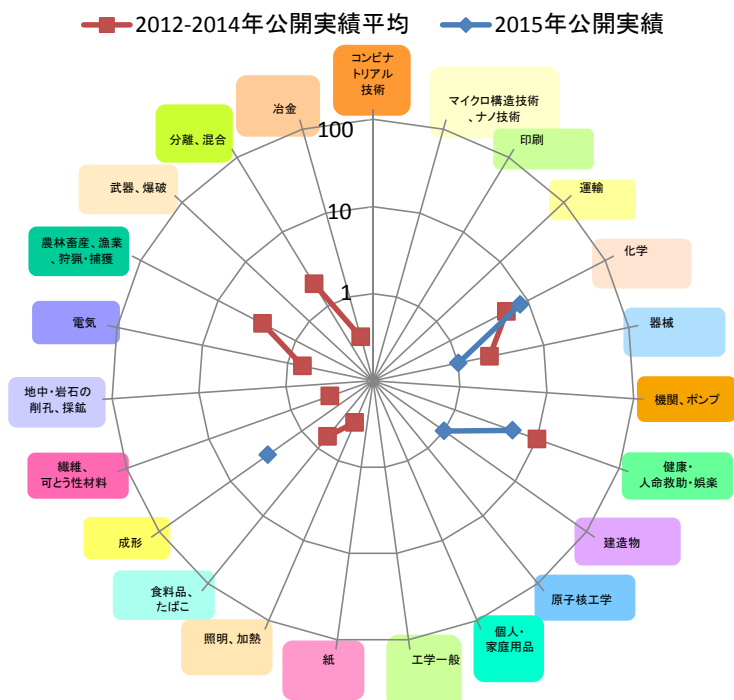 2012-2014年公開実績平均
2015年公開実績
コンビナ
トリアル
技術
マイクロ構造技術
、ナノ技術
印刷
運輸
化学
器械
機関、ポンプ
健康・
人命救助・娯楽
建造物
原子核工学
個人・
家庭用品
工学一般
紙
照明、加熱
食料品、
たばこ
成形
繊維、
可とう性材料
地中・岩石の
削孔、採鉱
電気
農林畜産、漁業
、狩猟・捕獲
武器、爆破
分離、混合
冶金
100
10
1